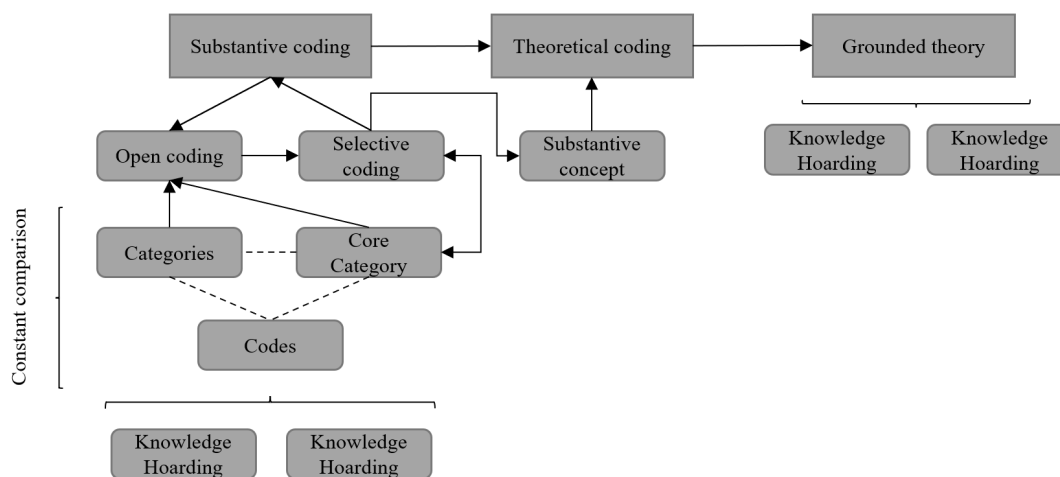 Substantive coding
Theoretical coding
Grounded theory
Open coding
Selective
coding
Substantive
concept
Knowledge
Hoarding
Knowledge
Hoarding
Constant comparison
Categories
Core
Category
Codes
Knowledge
Hoarding
Knowledge
Hoarding